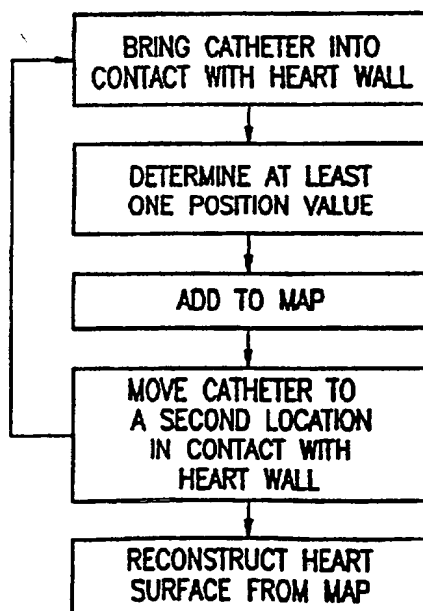 BRING CATHETER INTO
CONTACT WITH HEART WALL
DETERMINE AT LEAST
ONE POSITION VALUE
ADD TO MAP
MOVE CATHETER TO
A SECOND LOCATION
IN CONTACT WITH
HEART WALL
RECONSTRUCT HEART
SURFACE FROM MAP